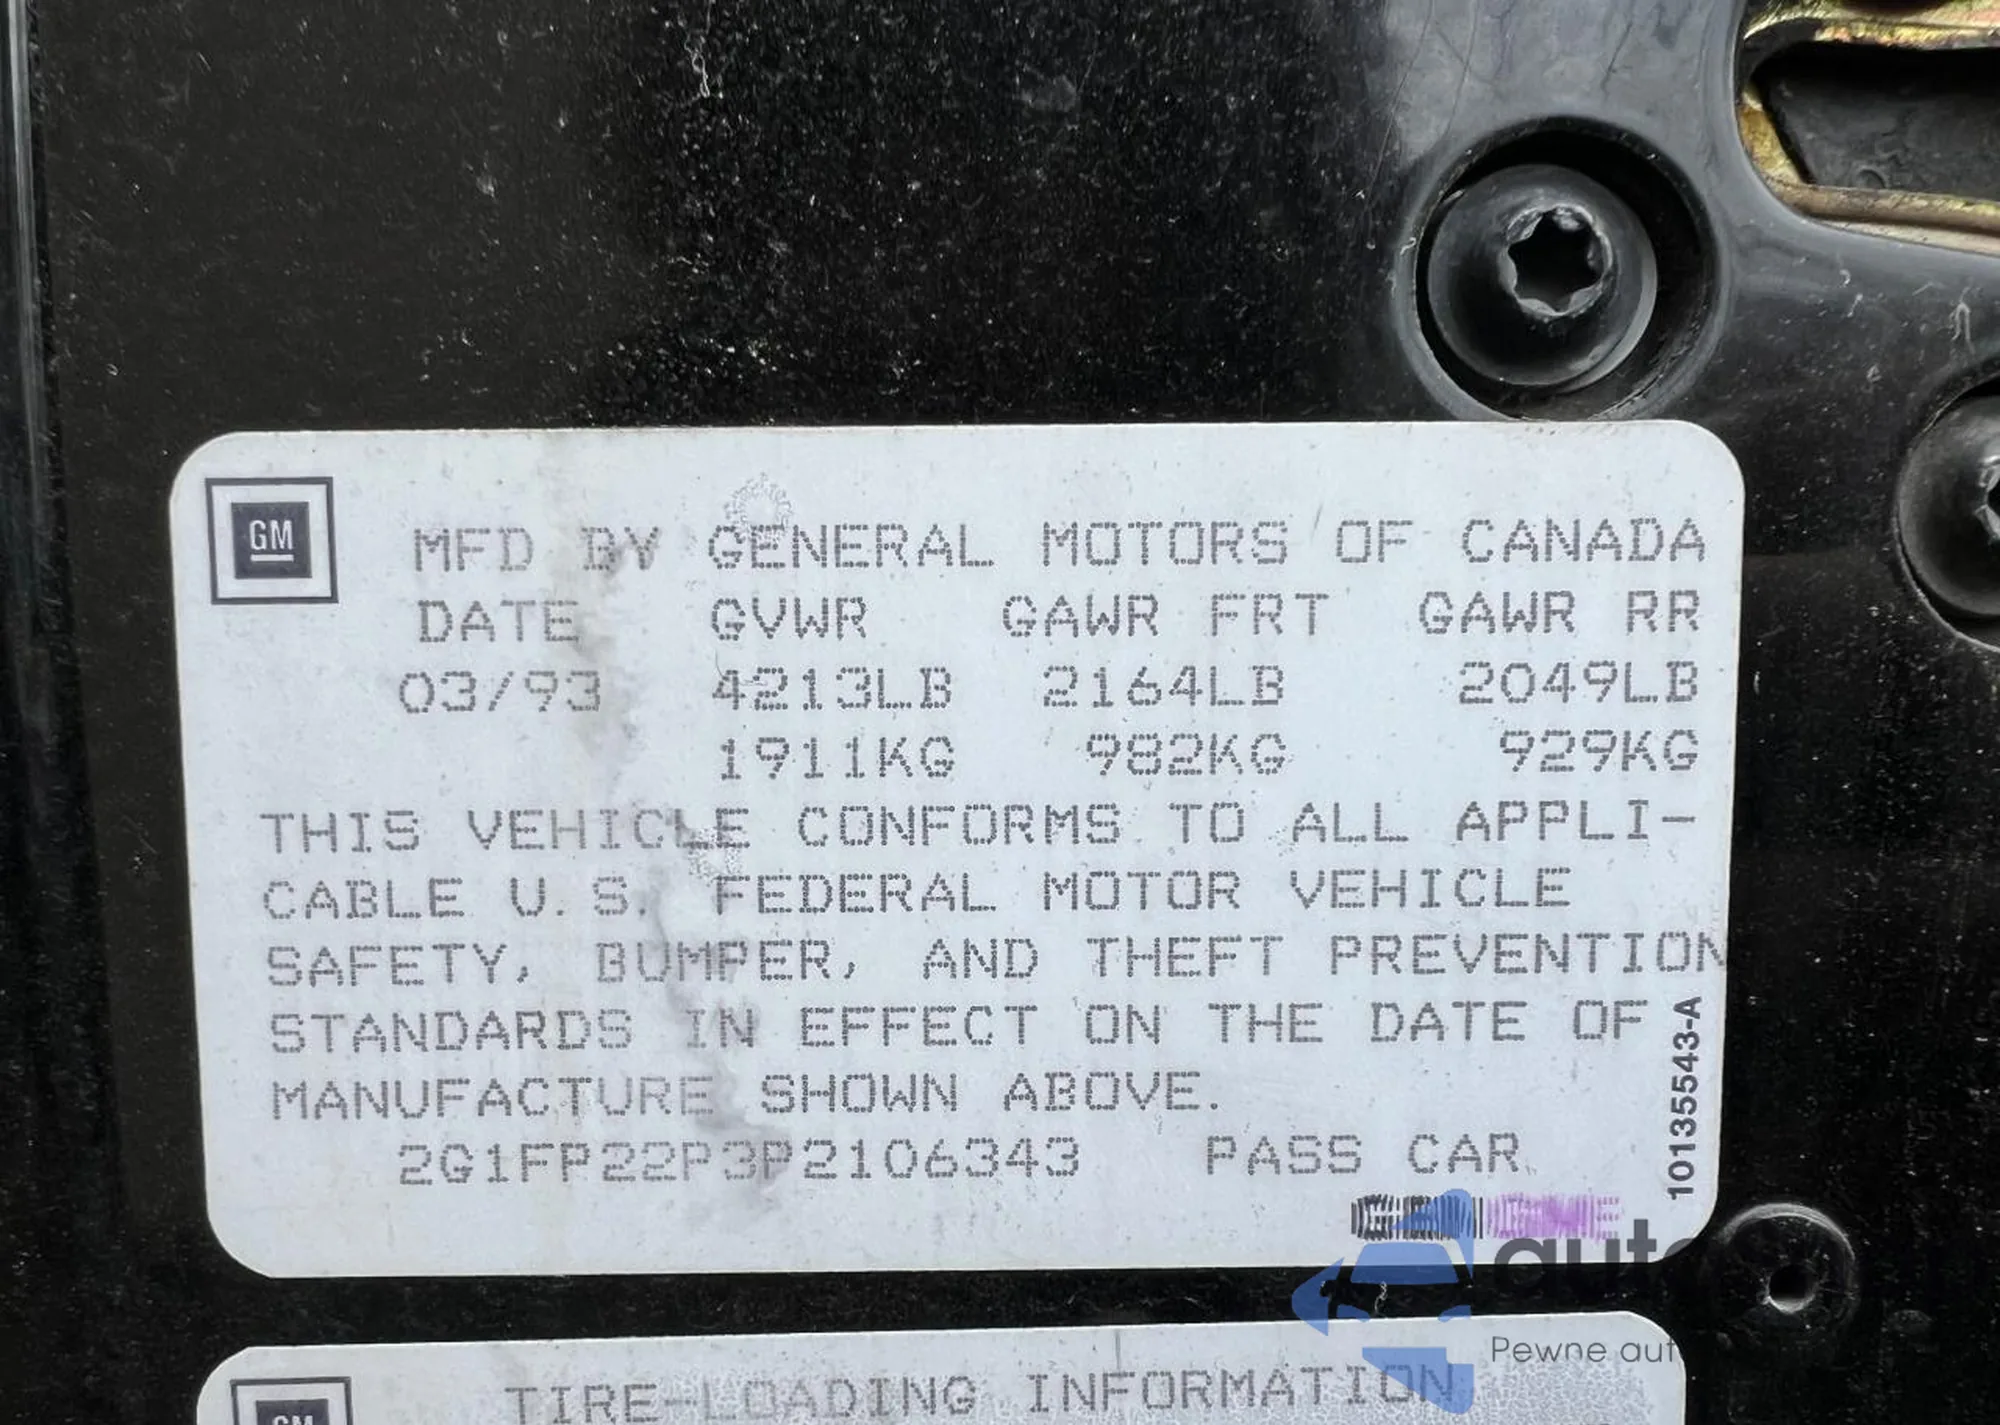 GM
MFD BY GENERAL MOTORS OF CANADA
DATE GVWR GAWR FRT GAWR RR
03/93 4213LB 2164LB 2049LB
1911KG 982KG 929KG
THIS VEHICLE CONFORMS TO ALL APPLI-
CABLE U.S. FEDERAL MOTOR VEHICLE
SAFETY, BUMPER, AND THEFT PREVENTION
STANDARDS IN EFFECT ON THE DATE OF
MANUFACTURE SHOWN ABOVE.
2G1FP22P3P2106343 PASS CAR
10135543-A
auto
Pewne aut
GM
TIRE-LOADING INFORMATION